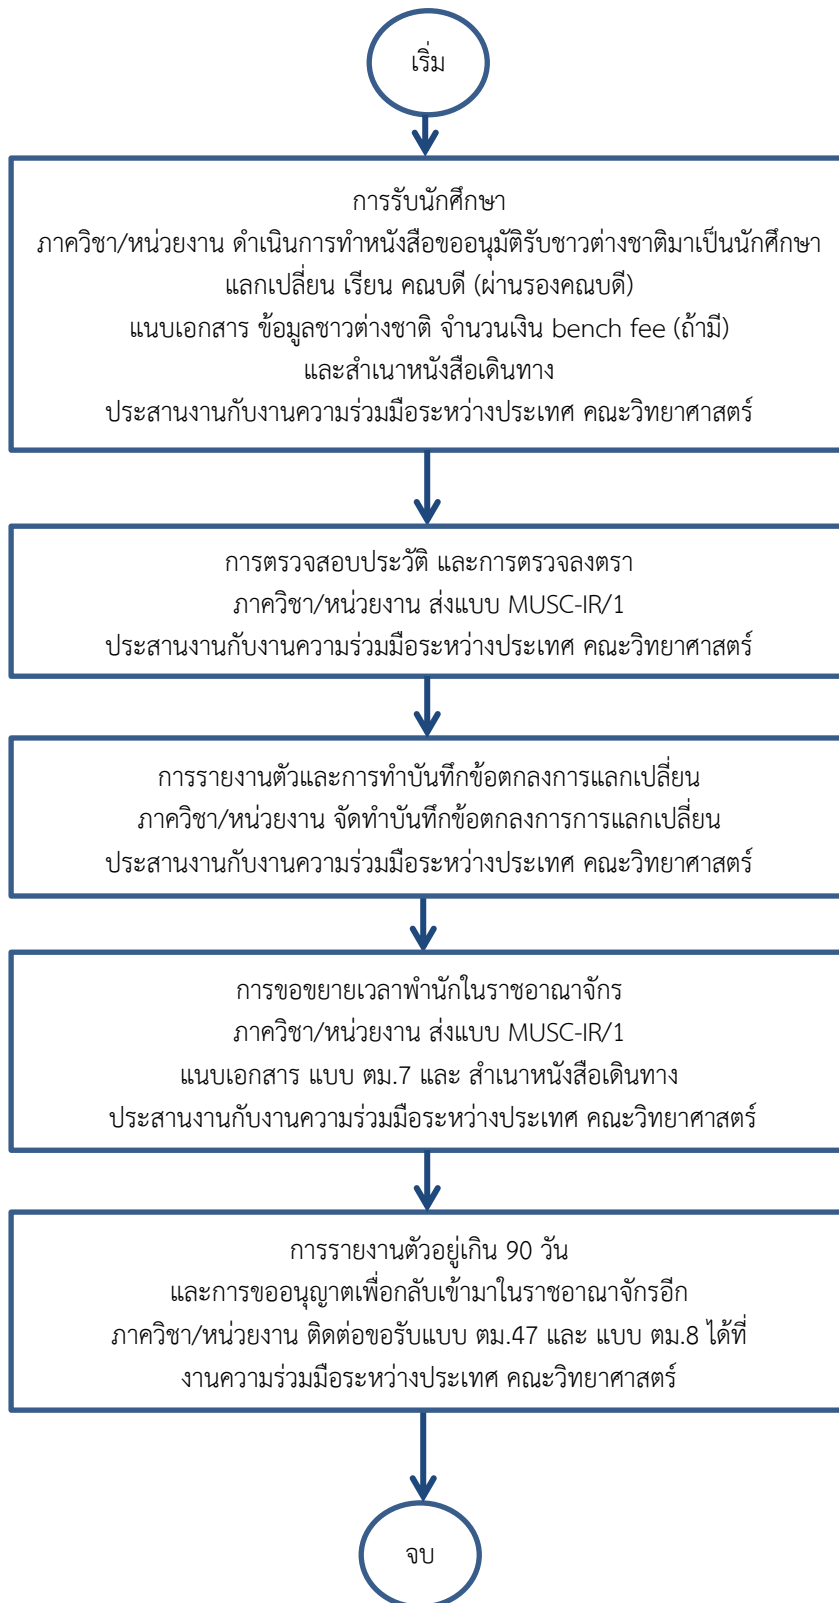 เริ่ม
การรับนักศึกษา
ภาควิชา/หน่วยงาน ดำเนินการทำหนังสือขออนุมัติรับชาวต่างชาติมาเป็นนักศึกษา
แลกเปลี่ยน เรียน คณบดี (ผ่านรองคณบดี)
แนบเอกสาร ข้อมูลชาวต่างชาติ จำนวนเงิน bench fee (ถ้ามี)
และสำเนาหนังสือเดินทาง
ประสานงานกับงานความร่วมมือระหว่างประเทศ คณะวิทยาศาสตร์
การตรวจสอบประวัติ และการตรวจลงตรา
ภาควิชา/หน่วยงาน ส่งแบบ MUSC-IR/1
ประสานงานกับงานความร่วมมือระหว่างประเทศ คณะวิทยาศาสตร์
การรายงานตัวและการทำบันทึกข้อตกลงการแลกเปลี่ยน
ภาควิชา/หน่วยงาน จัดทำบันทึกข้อตกลงการการแลกเปลี่ยน
ประสานงานกับงานความร่วมมือระหว่างประเทศ คณะวิทยาศาสตร์
การขอขยายเวลาพำนักในราชอาณาจักร
ภาควิชา/หน่วยงาน ส่งแบบ MUSC-IR/1
แนบเอกสาร แบบ ตม.7 และ สำเนาหนังสือเดินทาง
ประสานงานกับงานความร่วมมือระหว่างประเทศ คณะวิทยาศาสตร์
การรายงานตัวอยู่เกิน 90 วัน
และการขออนุญาตเพื่อกลับเข้ามาในราชอาณาจักรอีก
ภาควิชา/หน่วยงาน ติดต่อขอรับแบบ ตม.47 และ แบบ ตม.8 ได้ที่
งานความร่วมมือระหว่างประเทศ คณะวิทยาศาสตร์
จบ